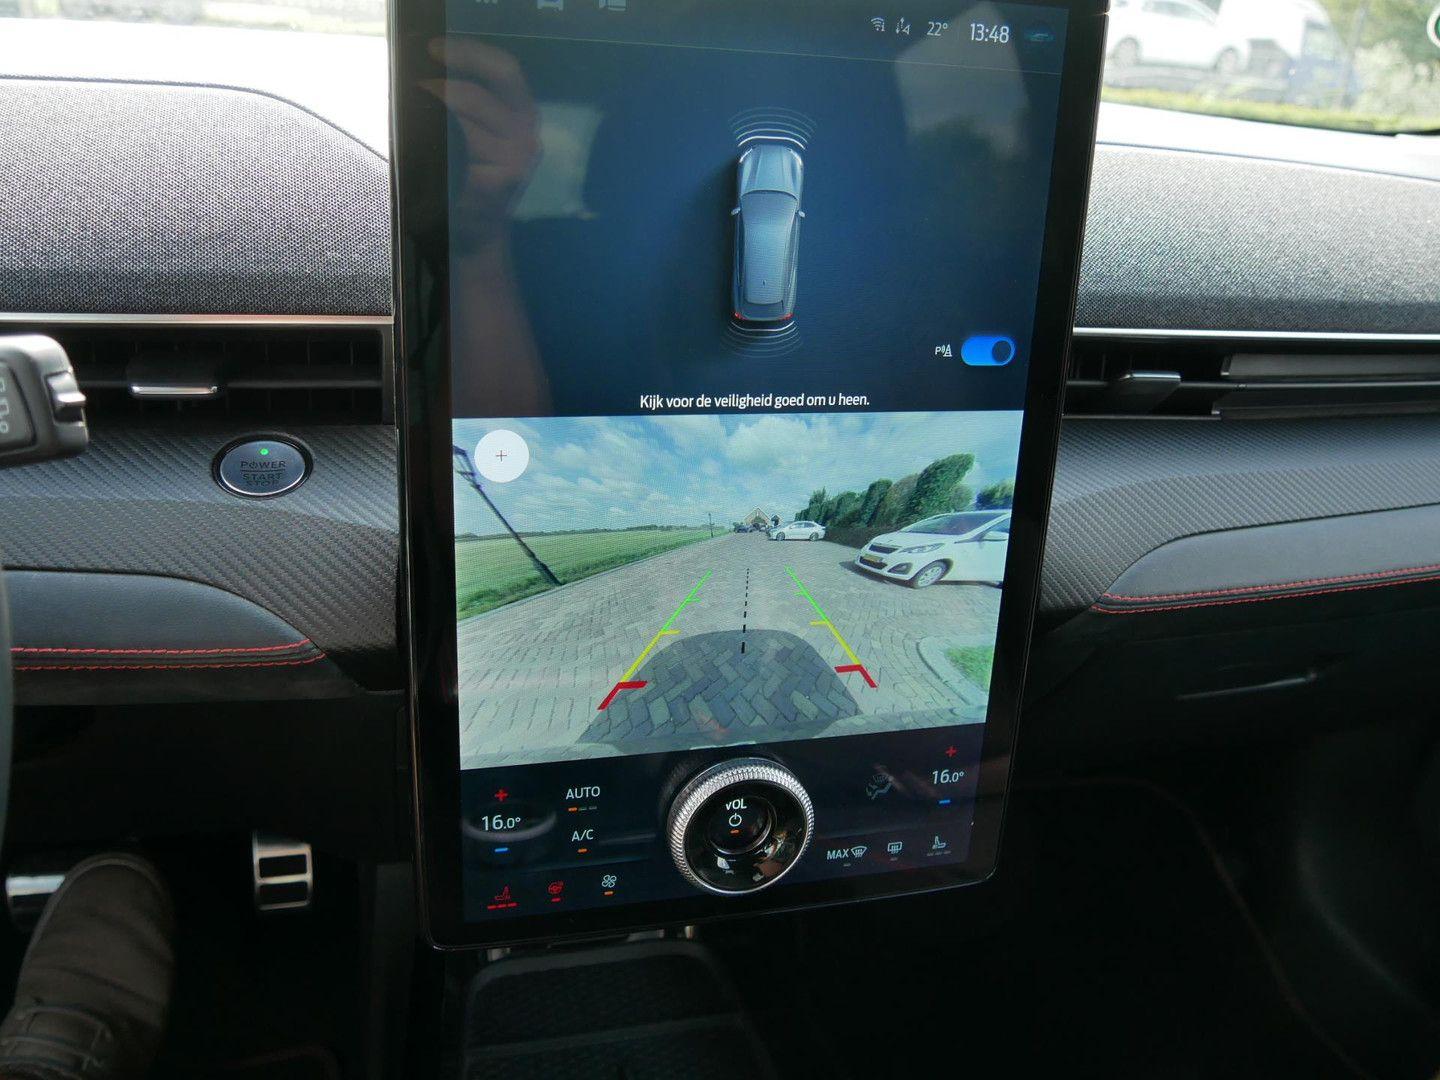 22° 13:48
P
Kijk voor de veiligheid goed om u heen.
POWER
START
STOP
16.0°
AUTO
A/C
VOL
16.0°
MAX